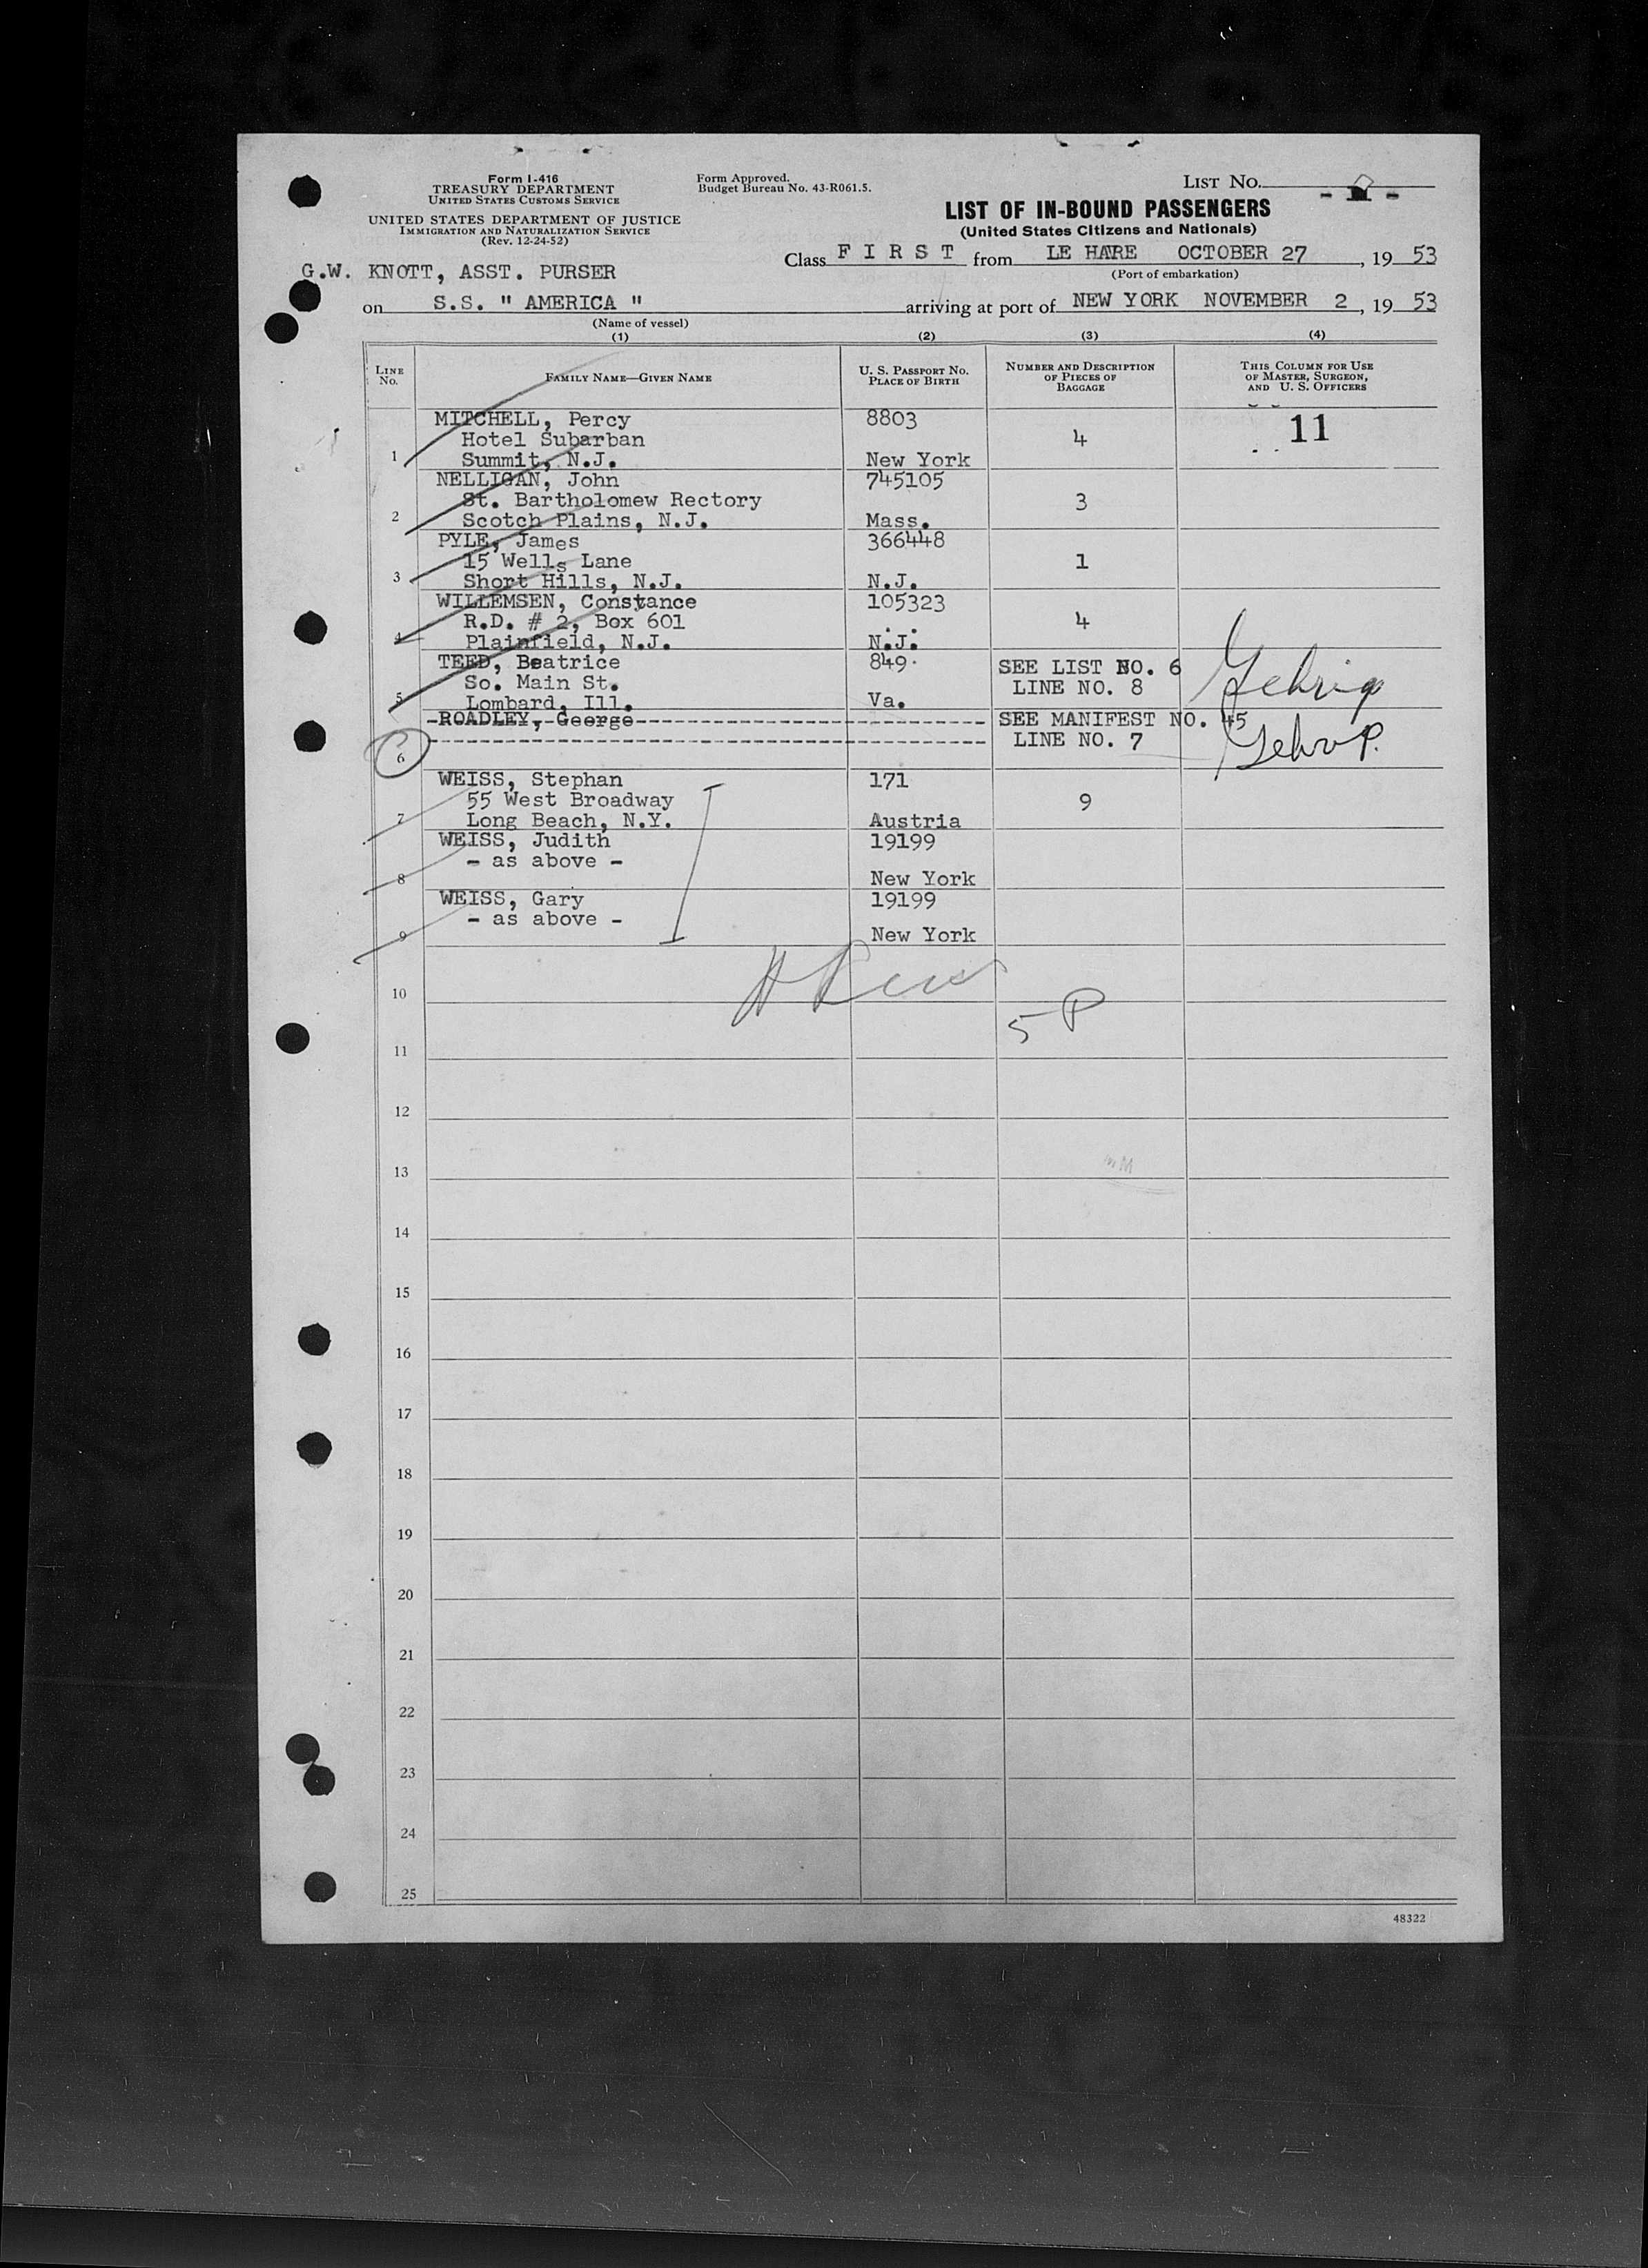 Form I-416
TREASURY DEPARTMENT
UNITED STATES CUSTOMS SERVICE
UNITED STATES DEPARTMENT OF JUSTICE
IMMIGRATION AND NATURALIZATION SERVICE
(Rev. 12-24-52)
Form Approved.
Budget Bureau No. 43-R061.5.
LIST NO.
LIST OF IN-BOUND PASSENGERS
(United States Citizens and Nationals)
Class F I R S T from LE HARE OCTOBER 27, 19 53
(Port of embarkation)
G.W. KNOTT, ASST. PURSER
on S.S. " AMERICA " arriving at port of NEW YORK NOVEMBER 2, 19 53
(Name of vessel)
(1) (2) (3) (4)
LINE NO.
FAMILY NAME—GIVEN NAME
U. S. PASSPORT NO.
PLACE OF BIRTH
NUMBER AND DESCRIPTION
OF PIECES OF
BAGGAGE
THIS COLUMN FOR USE
OF MASTER, SURGEON,
AND U. S. OFFICERS
MITCHELL, Percy 8803 11
Hotel Subarban 4
1 Summit, N.J. New York
NELLIGAN, John 745105
St. Bartholomew Rectory 3
2 Scotch Plains, N.J. Mass.
PYLE, James 366448
15 Wells Lane 1
3 Short Hills, N.J. N.J.
WILLEMSEN, Constance 105323
R.D. # 2, Box 601 4
4 Plainfield, N.J. N.J.
TEED, Beatrice 849 SEE LIST NO. 6
So. Main St. LINE NO. 8 Gehrig
5 Lombard, Ill. Va.
-ROADLEY,-George- SEE MANIFEST NO. 45
LINE NO. 7
6
WEISS, Stephan 171
55 West Broadway 9
7 Long Beach, N.Y. Austria
WEISS, Judith 19199
- as above -
8 New York
WEISS, Gary 19199
- as above -
9 New York
10
5 P
11
12
13
14
15
16
17
18
19
20
21
22
23
24
25
48322